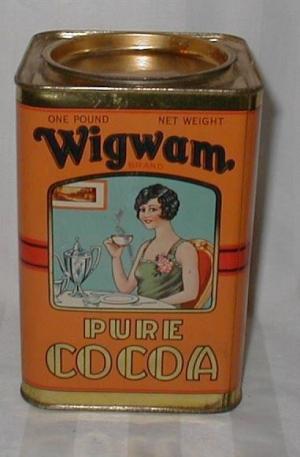 ONE POUND NET WEIGHT
Wigwam
BRAND
PURE
COCOA